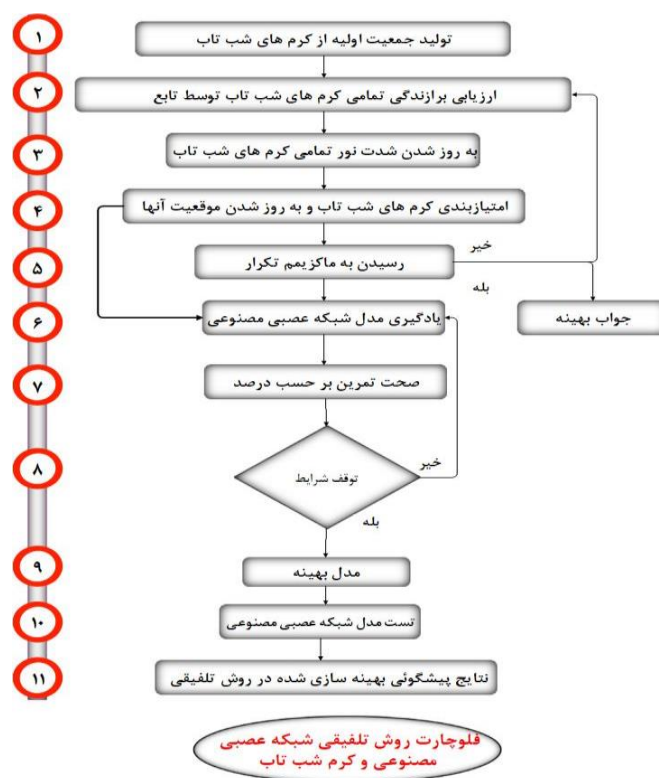 ۱
تولید جمعیت اولیه از کرم های شب تاب
۲
ارزیابی برازندگی تمامی کرم های شب تاب توسط تابع
۳
به روز شدن شدت نور تمامی کرم های شب تاب
۴
امتیازبندی کرم های شب تاب و به روز شدن موقعیت آنها
خیر
۵
رسیدن به ماکزیمم تکرار
بله
۶
یادگیری مدل شبکه عصبی مصنوعی
جواب بهینه
۷
صحت تمرین بر حسب درصد
۸
توقف شرایط
خیر
بله
۹
مدل بهینه
۱۰
تست مدل شبکه عصبی مصنوعی
۱۱
نتایج پیشگوئی بهینه سازی شده در روش تلفیقی
فلوچارت روش تلفیقی شبکه عصبی
مصنوعی و کرم شب تاب